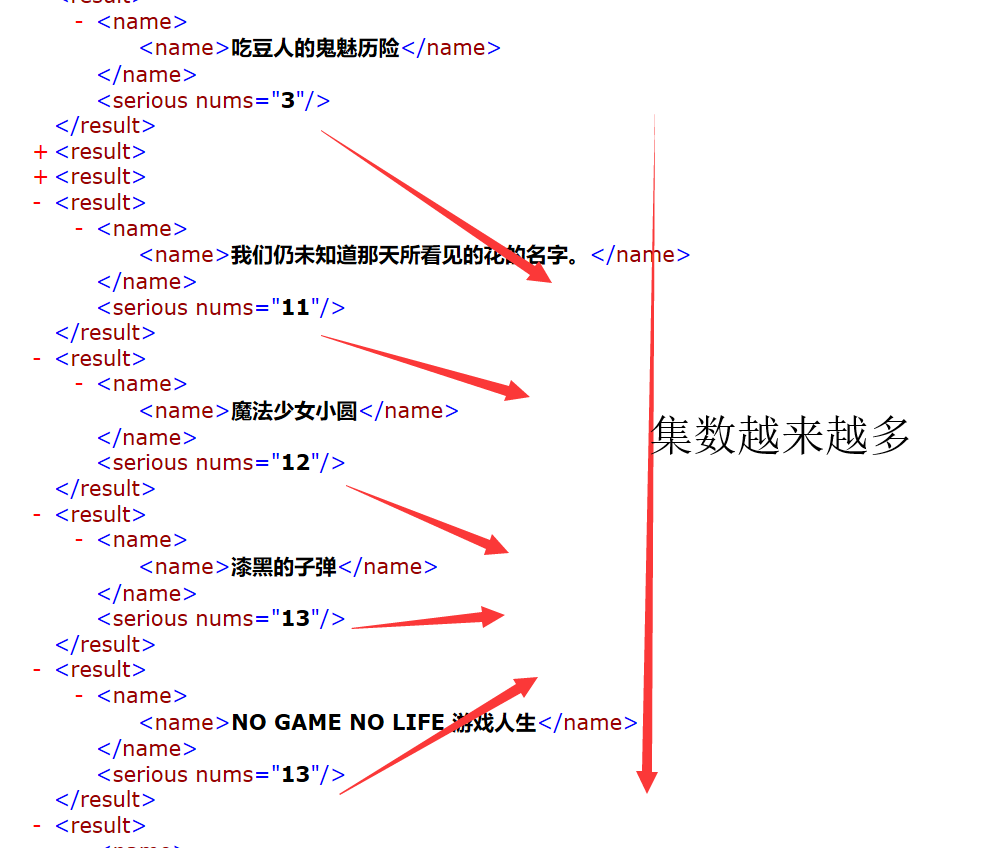 <result>
- <name>
<name>吃豆人的鬼魅历险</name>
</name>
<serious nums="3"/>
</result>
+ <result>
+ <result>
- <result>
- <name>
<name>我们仍未知道那天所看见的花的名字。</name>
</name>
<serious nums="11"/>
</result>
- <result>
- <name>
<name>魔法少女小圆</name>
</name>
集数越来越多
<serious nums="12"/>
</result>
- <result>
- <name>
<name>漆黑的子弹</name>
</name>
<serious nums="13"/>
</result>
- <result>
- <name>
<name>NO GAME NO LIFE 游戏人生</name>
</name>
<serious nums="13"/>
</result>
- <result>
<name>